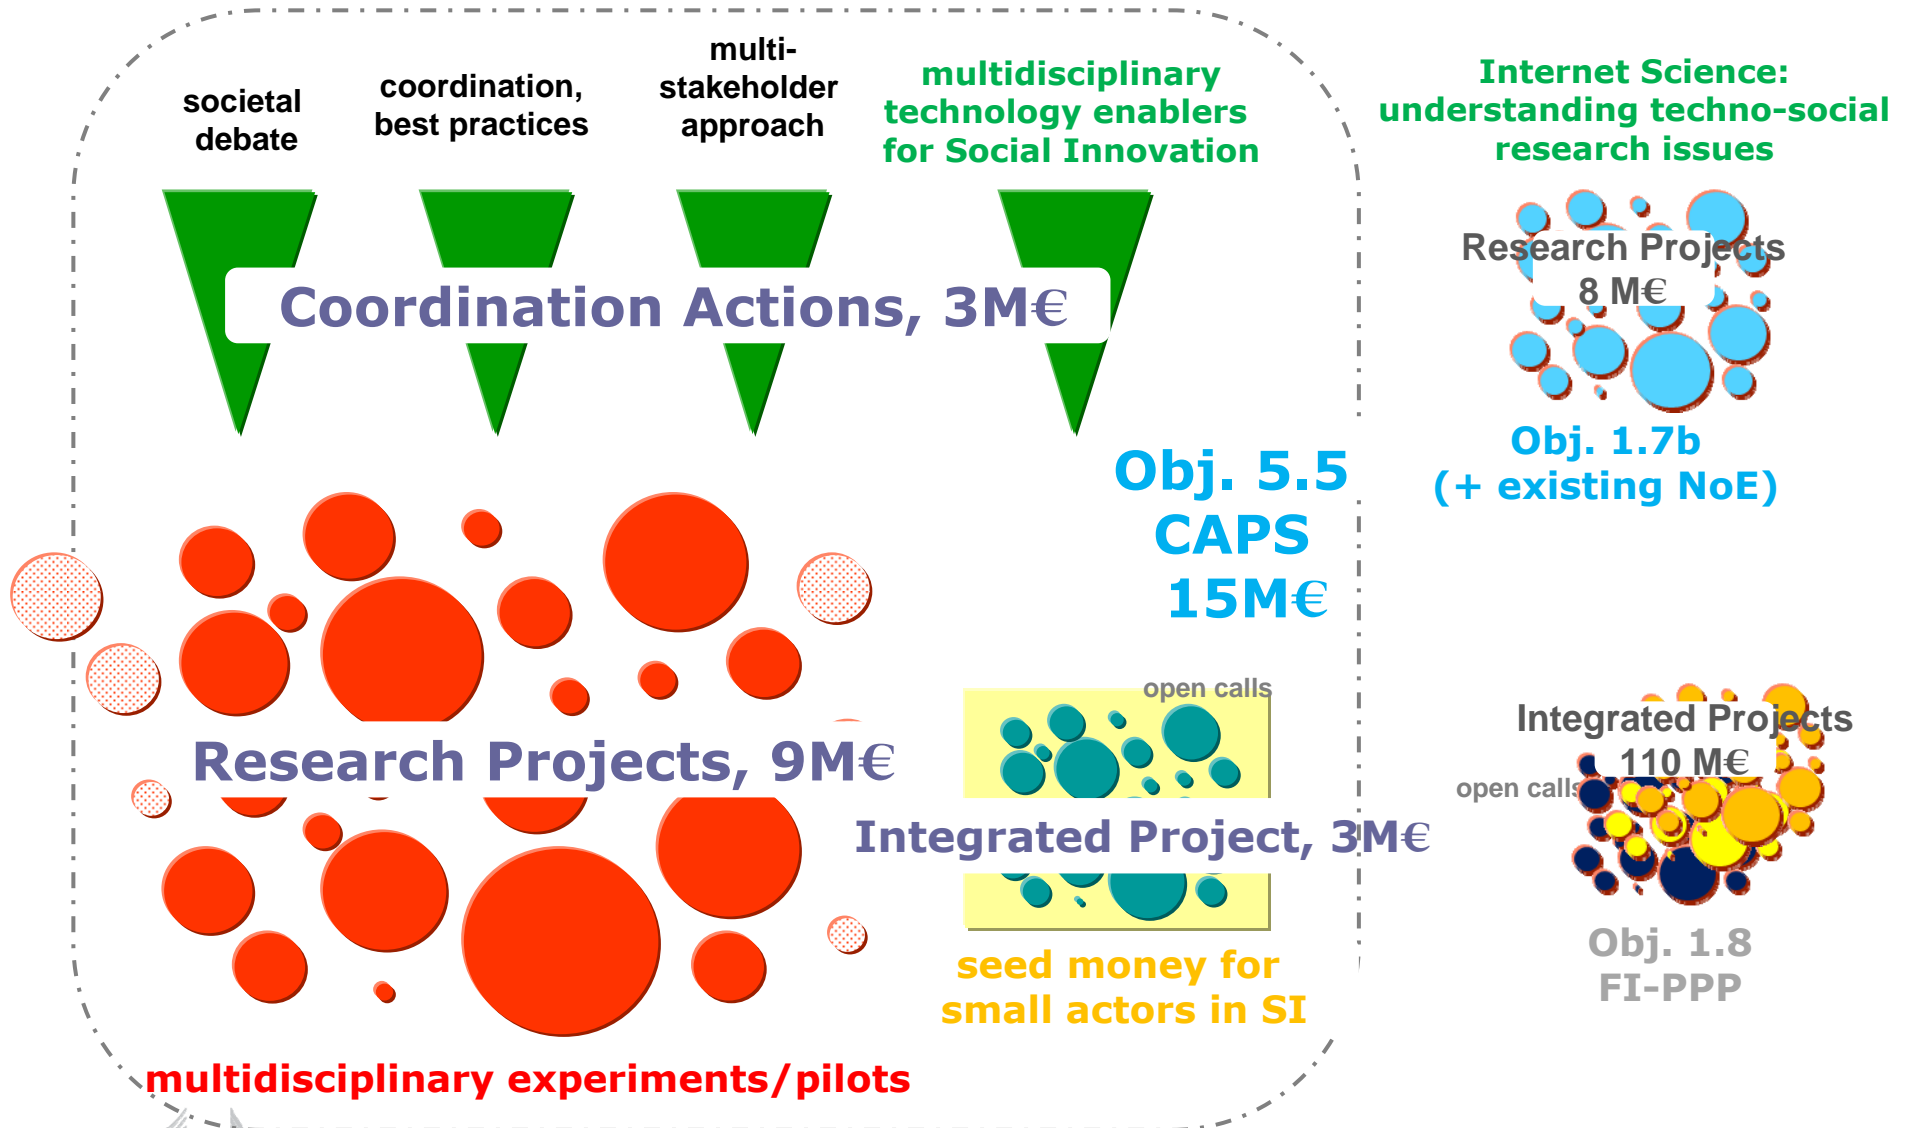 societal
debate
coordination,
best practices
multi-
stakeholder
approach
multidisciplinary
technology enablers
for Social Innovation
Internet Science:
understanding techno-social
research issues
Coordination Actions, 3M€
Research Projects
8 M€
Obj. 1.7b
(+ existing NoE)
Obj. 5.5
CAPS
15M€
Research Projects, 9M€
open calls
Integrated Project, 3M€
seed money for
small actors in SI
Integrated Projects
110 M€
open calls
Obj. 1.8
FI-PPP
multidisciplinary experiments/pilots